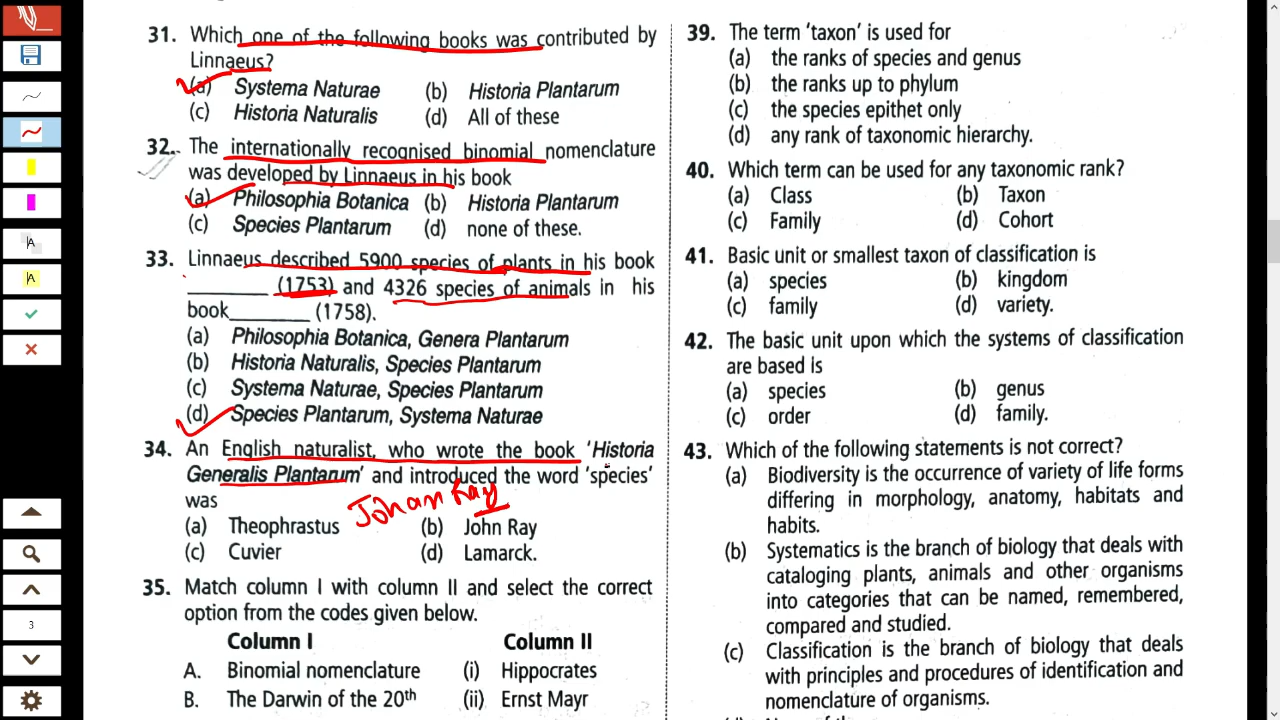 31. Which one of the following books was contributed by
Linnaeus?
(a) Systema Naturae (b) Historia Plantarum
(c) Historia Naturalis (d) All of these
32. The internationally recognised binomial nomenclature
was developed by Linnaeus in his book
(a) Philosophia Botanica (b) Historia Plantarum
(c) Species Plantarum (d) none of these.
33. Linnaeus described 5900 species of plants in his book
________ (1753) and 4326 species of animals in his
book________ (1758).
(a) Philosophia Botanica, Genera Plantarum
(b) Historia Naturalis, Species Plantarum
(c) Systema Naturae, Species Plantarum
(d) Species Plantarum, Systema Naturae
34. An English naturalist, who wrote the book 'Historia
Generalis Plantarum' and introduced the word 'species'
was
Johan Ray
(a) Theophrastus (b) John Ray
(c) Cuvier (d) Lamarck.
35. Match column I with column II and select the correct
option from the codes given below.
Column I Column II
A. Binomial nomenclature (i) Hippocrates
B. The Darwin of the 20th (ii) Ernst Mayr
39. The term 'taxon' is used for
(a) the ranks of species and genus
(b) the ranks up to phylum
(c) the species epithet only
(d) any rank of taxonomic hierarchy.
40. Which term can be used for any taxonomic rank?
(a) Class (b) Taxon
(c) Family (d) Cohort
41. Basic unit or smallest taxon of classification is
(a) species (b) kingdom
(c) family (d) variety.
42. The basic unit upon which the systems of classification
are based is
(a) species (b) genus
(c) order (d) family.
43. Which of the following statements is not correct?
(a) Biodiversity is the occurrence of variety of life forms
differing in morphology, anatomy, habitats and
habits.
(b) Systematics is the branch of biology that deals with
cataloging plants, animals and other organisms
into categories that can be named, remembered,
compared and studied.
(c) Classification is the branch of biology that deals
with principles and procedures of identification and
nomenclature of organisms.
A
A
3